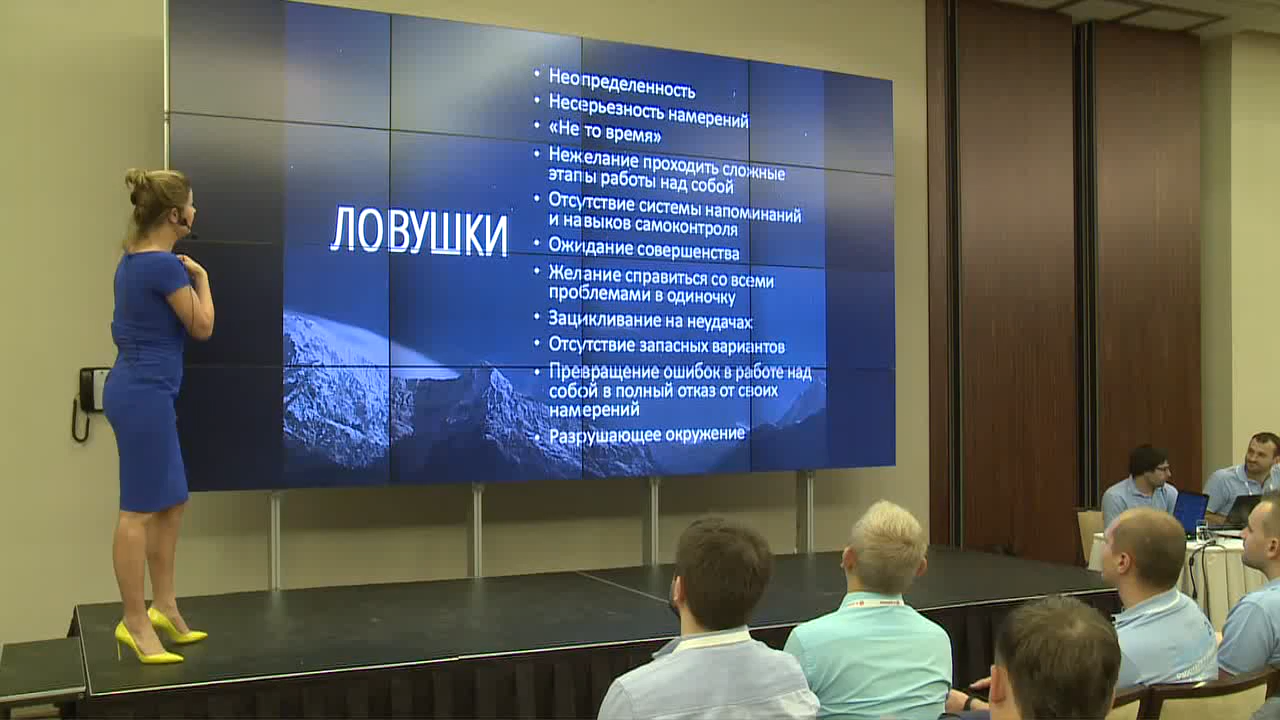 ЛОВУШКИ
• Неопределенность
• Несерьезность намерений
• «Не то время»
• Нежелание проходить сложные
этапы работы над собой
• Отсутствие системы напоминаний
и навыков самоконтроля
• Ожидание совершенства
• Желание справиться со всеми
проблемами в одиночку
• Зацикливание на неудачах
• Отсутствие запасных вариантов
• Превращение ошибок в работе над
собой в полный отказ от своих
намерений
• Разрушающее окружение